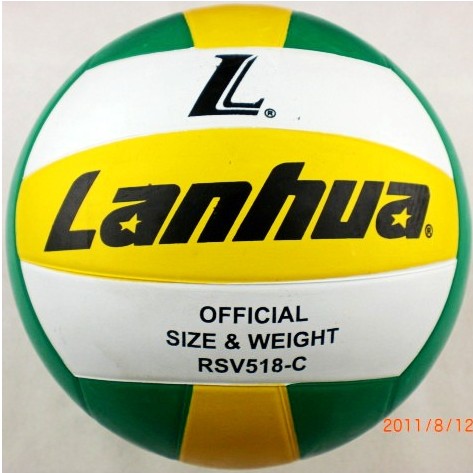 L®
Lanhua®
OFFICIAL
SIZE & WEIGHT
RSV518-C
2011/8/12